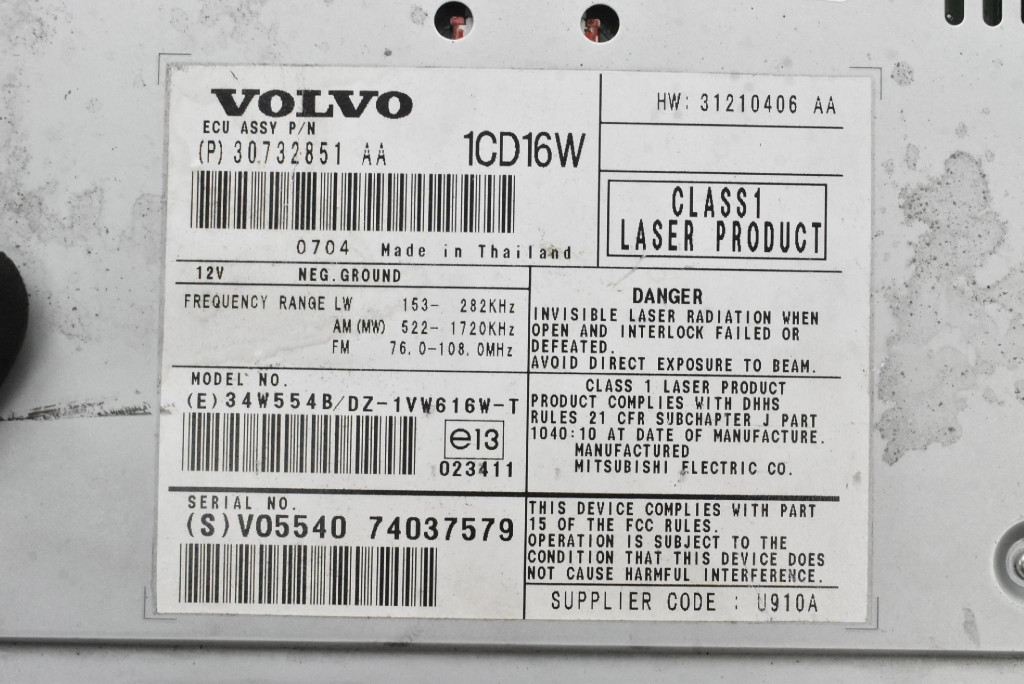 VOLVO
ECU ASSY P/N
(P) 30732851 AA
1CD16W
0704 Made in Thailand
HW: 31210406 AA
CLASS1
LASER PRODUCT
12V NEG.GROUND
FREQUENCY RANGE LW 153- 282KHz
AM(MW) 522-1720KHz
FM 76.0-108.0MHz
MODEL NO.
(E) 34W554B/DZ-1VW616W-T
e13
023411
SERIAL NO.
(S)VO5540 74037579
DANGER
INVISIBLE LASER RADIATION WHEN
OPEN AND INTERLOCK FAILED OR
DEFEATED.
AVOID DIRECT EXPOSURE TO BEAM.
CLASS 1 LASER PRODUCT
PRODUCT COMPLIES WITH DHHS
RULES 21 CFR SUBCHAPTER J PART
1040:10 AT DATE OF MANUFACTURE.
MANUFACTURED
MITSUBISHI ELECTRIC CO.
THIS DEVICE COMPLIES WITH PART
15 OF THE FCC RULES.
OPERATION IS SUBJECT TO THE
CONDITION THAT THIS DEVICE DOES
NOT CAUSE HARMFUL INTERFERENCE.
SUPPLIER CODE : U910A